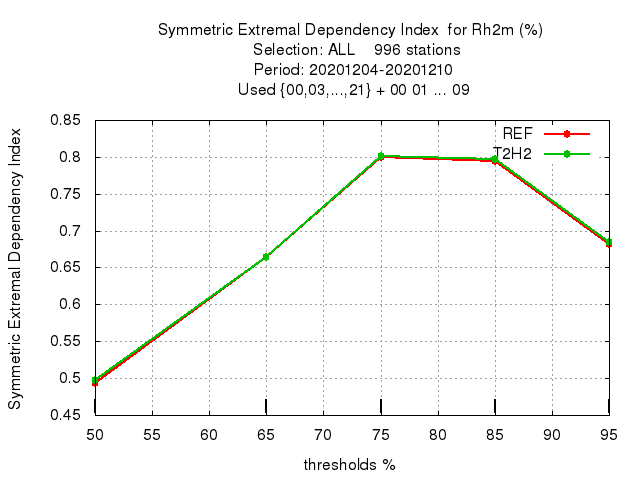 Symmetric Extremal Dependency Index  for Rh2m (%)
Selection: ALL    996 stations
Period: 20201204-20201210
Used {00,03,...,21} + 00 01 ... 09
Symmetric Extremal Dependency Index
0.85
0.8
0.75
0.7
0.65
0.6
0.55
0.5
0.45
REF
T2H2
50 55 60 65 70 75 80 85 90 95
thresholds %